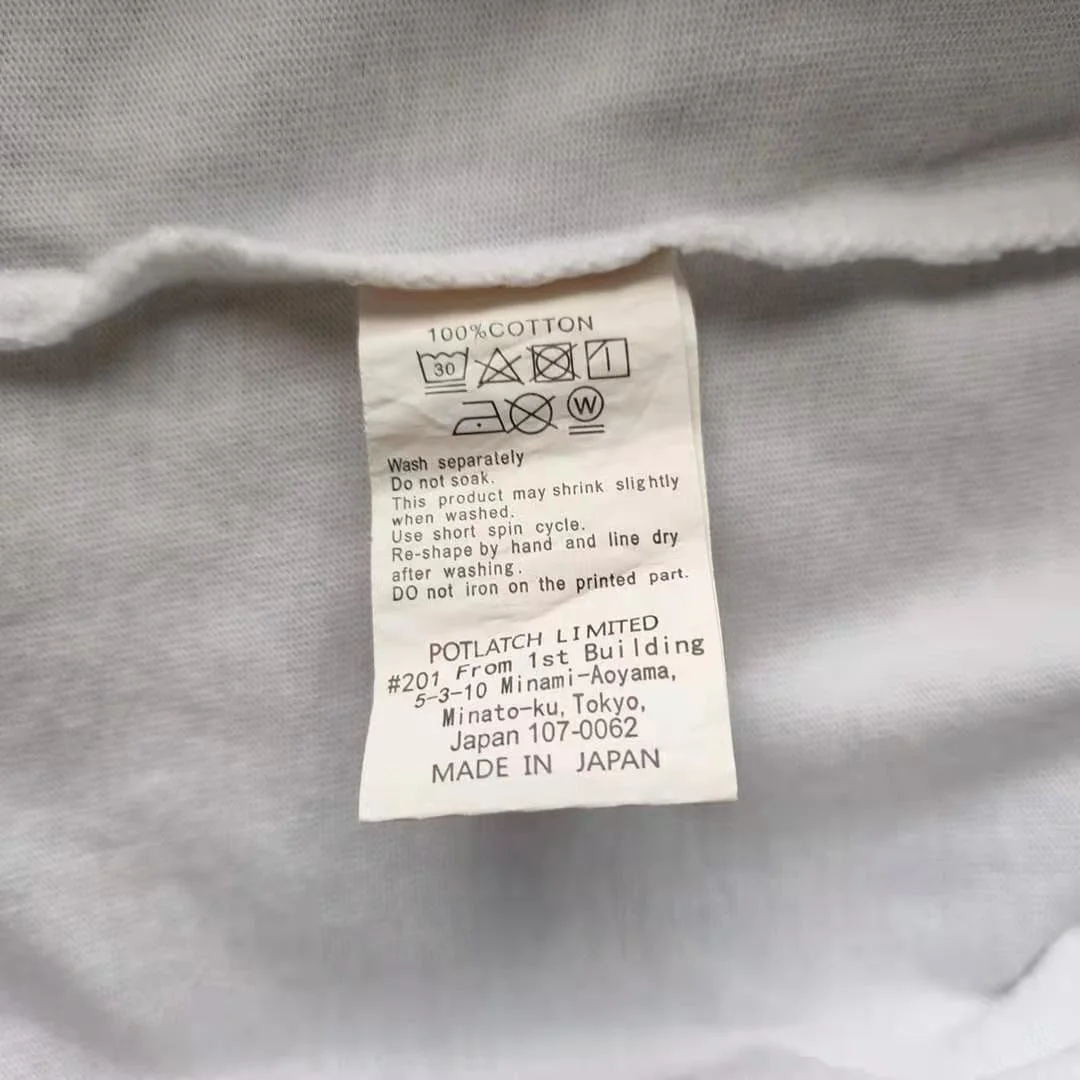 100%COTTON
30
W
Wash separately
Do not soak.
This product may shrink slightly
when washed.
Use short spin cycle.
Re-shape by hand and line dry
after washing.
DO not iron on the printed part.
POTLATCH LIMITED
#201 From 1st Building
5-3-10 Minami-Aoyama,
Minato-ku, Tokyo,
Japan 107-0062
MADE IN JAPAN